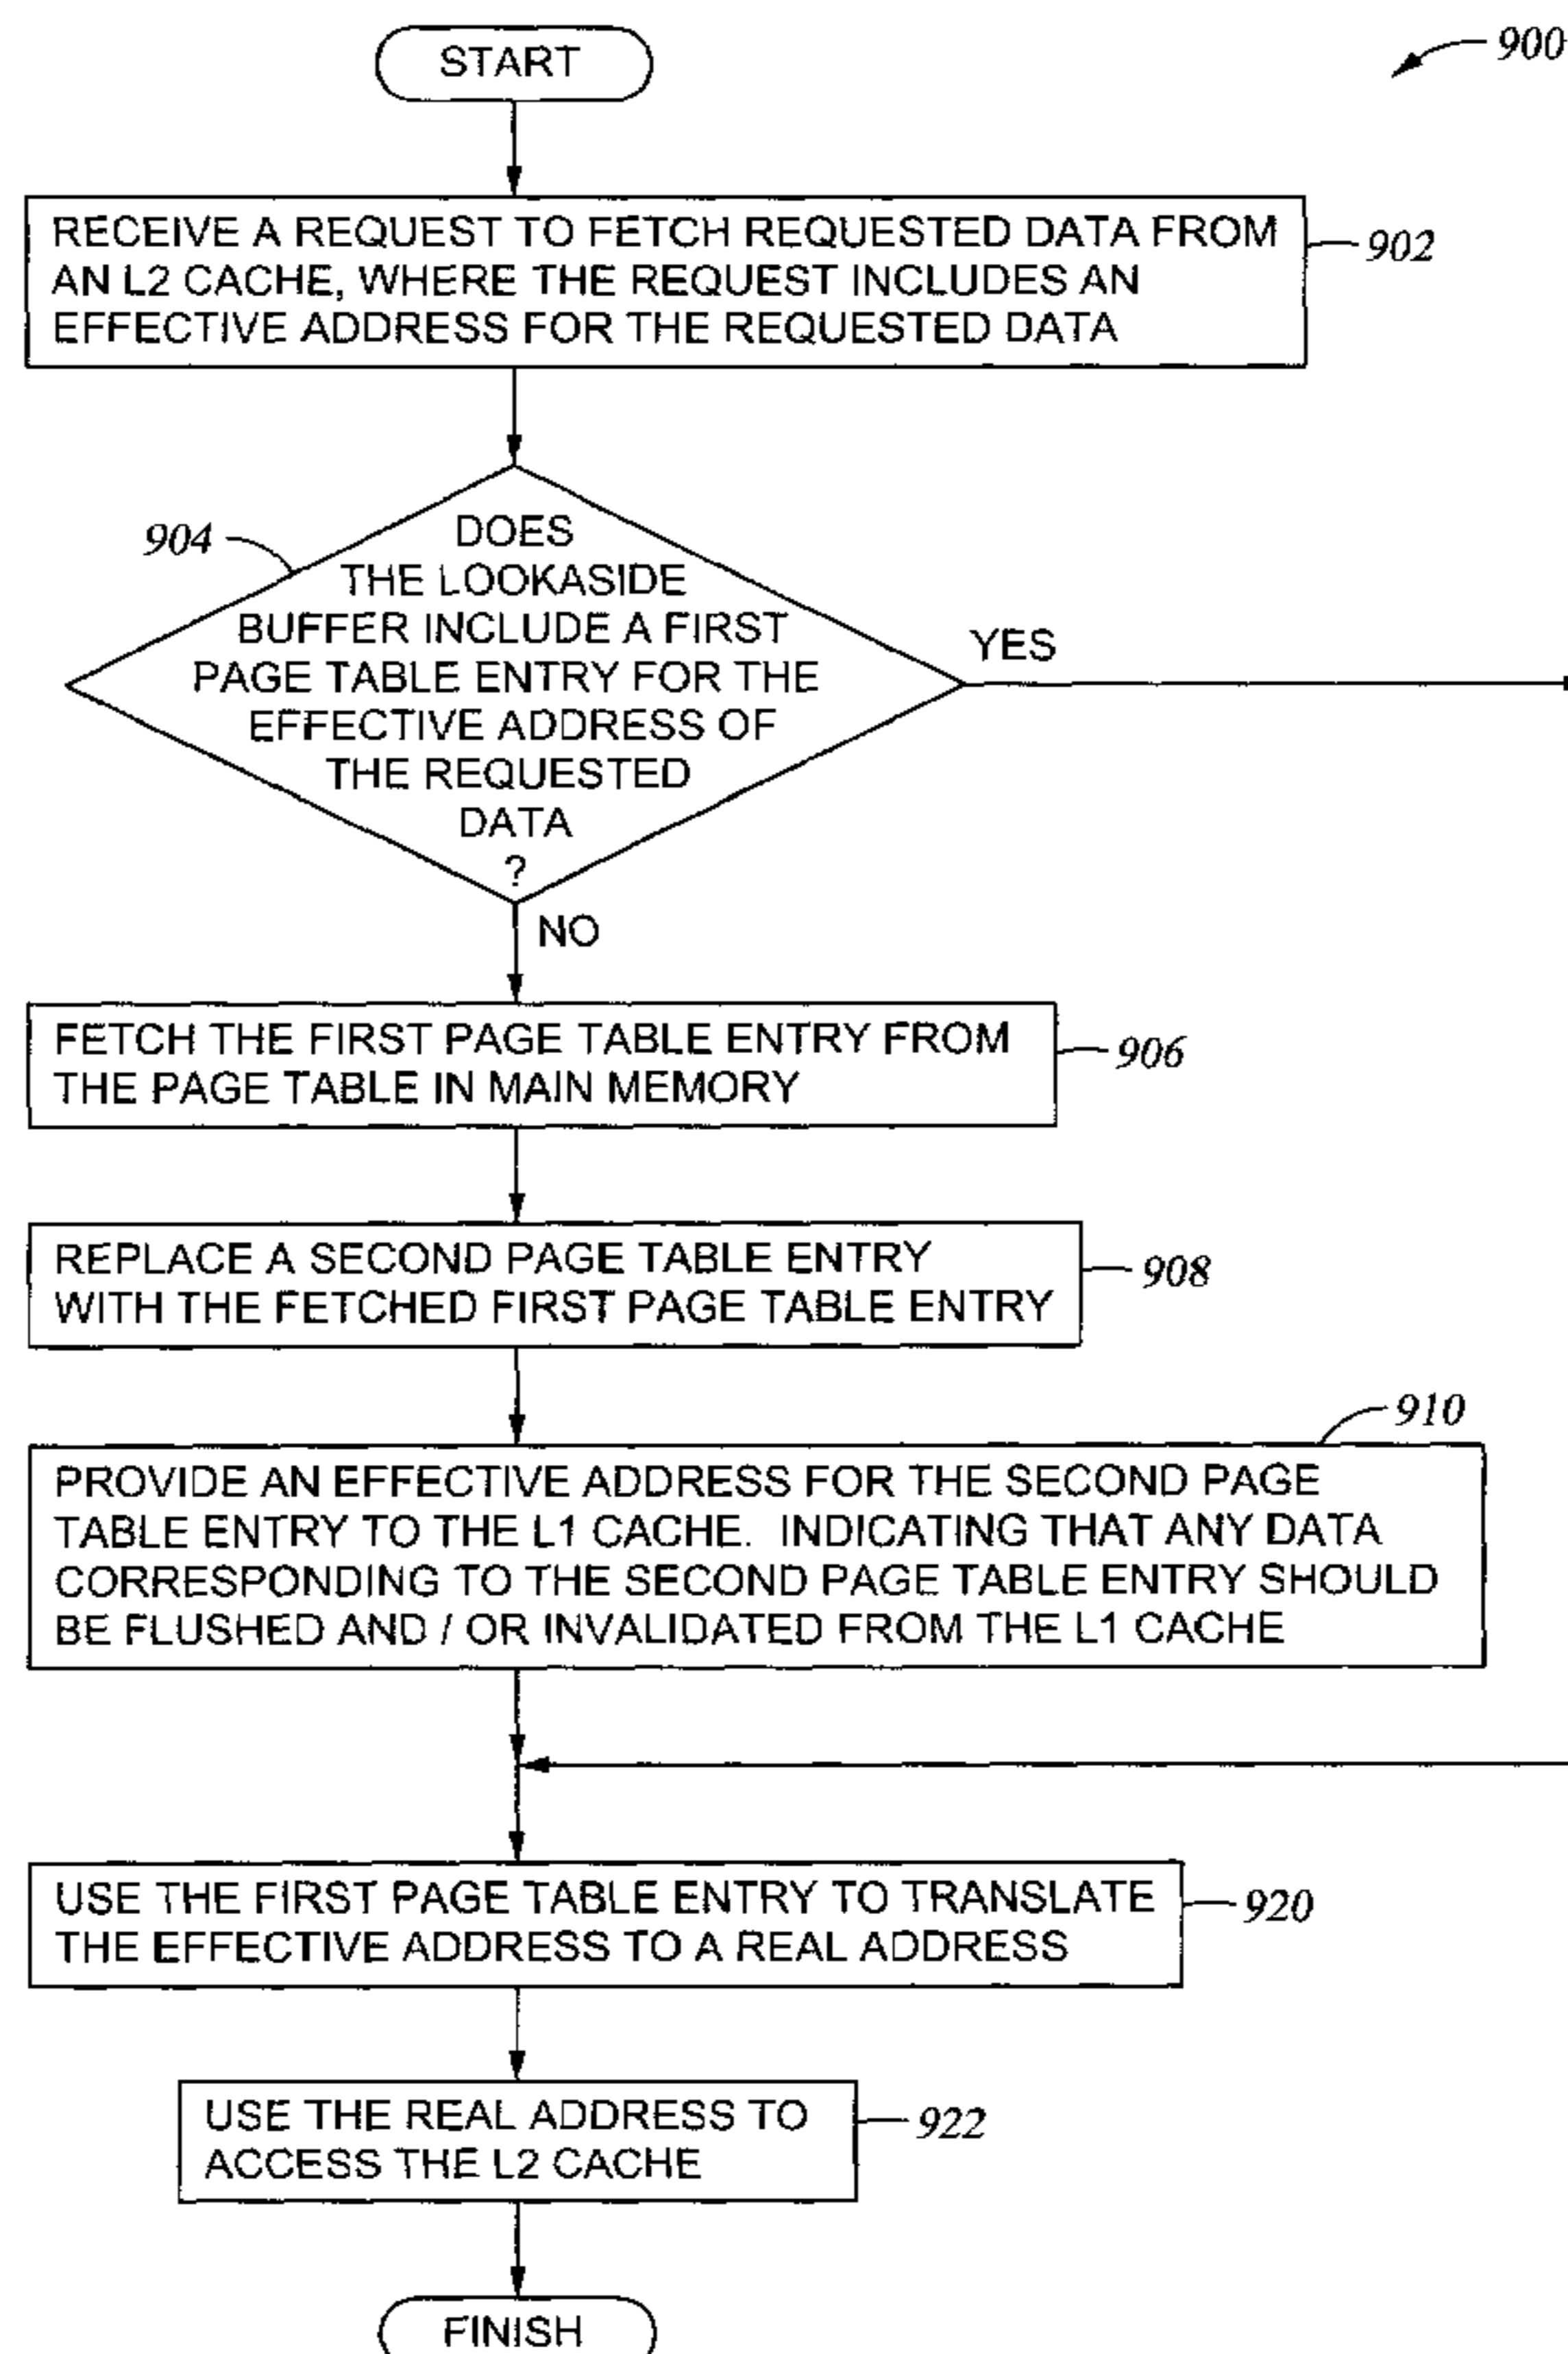 START
900
RECEIVE A REQUEST TO FETCH REQUESTED DATA FROM
AN L2 CACHE, WHERE THE REQUEST INCLUDES AN
EFFECTIVE ADDRESS FOR THE REQUESTED DATA
902
904
DOES
THE LOOKASIDE
BUFFER INCLUDE A FIRST
PAGE TABLE ENTRY FOR THE
EFFECTIVE ADDRESS OF
THE REQUESTED
DATA
?
YES
NO
FETCH THE FIRST PAGE TABLE ENTRY FROM
THE PAGE TABLE IN MAIN MEMORY
906
REPLACE A SECOND PAGE TABLE ENTRY
WITH THE FETCHED FIRST PAGE TABLE ENTRY
908
910
PROVIDE AN EFFECTIVE ADDRESS FOR THE SECOND PAGE
TABLE ENTRY TO THE L1 CACHE. INDICATING THAT ANY DATA
CORRESPONDING TO THE SECOND PAGE TABLE ENTRY SHOULD
BE FLUSHED AND / OR INVALIDATED FROM THE L1 CACHE
USE THE FIRST PAGE TABLE ENTRY TO TRANSLATE
THE EFFECTIVE ADDRESS TO A REAL ADDRESS
920
USE THE REAL ADDRESS TO
ACCESS THE L2 CACHE
922
FINISH